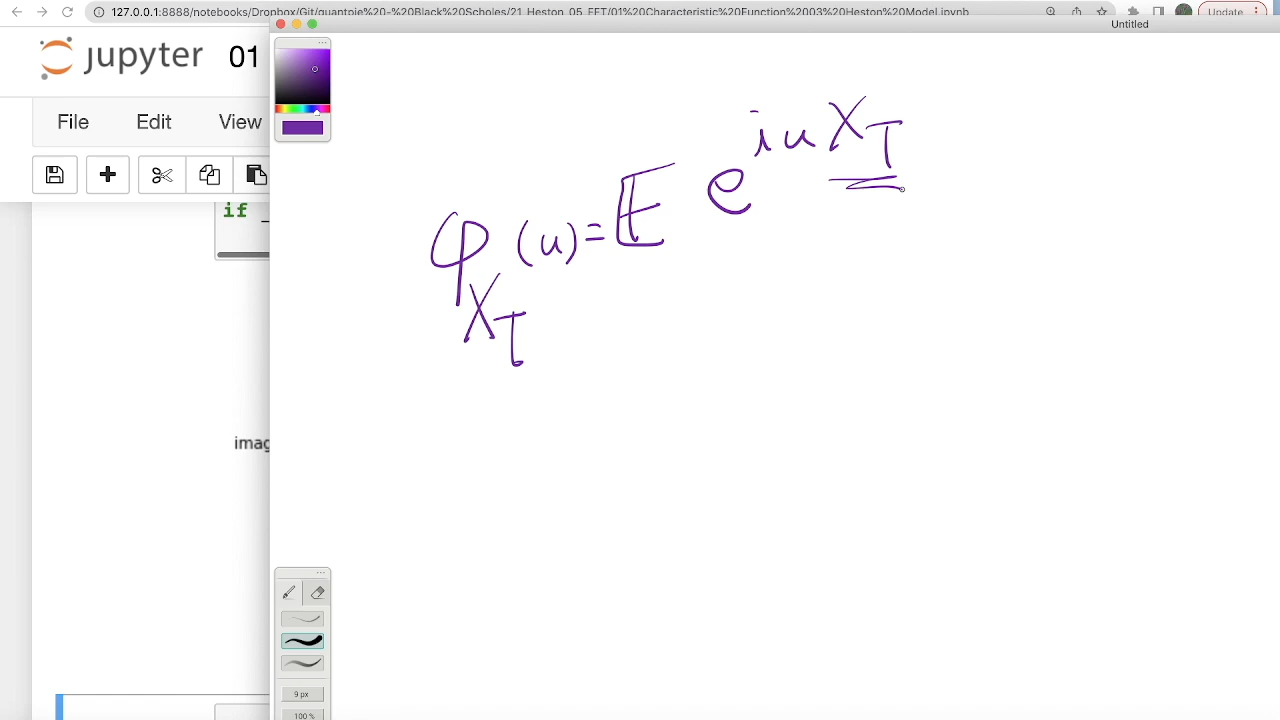 127.0.0.1:8888/notebooks/Dropbox/Git/quantpie%20-%20Black%20Scholes/21_Heston_05_FFT/01%20Characteristic%20Function%2003%20Heston%20Model.ipynb
Update
Untitled
jupyter 01
File Edit View
if _
imag
φ_{X_T}(u) = 𝔼 e^{iuX_T}
9 px
100 %